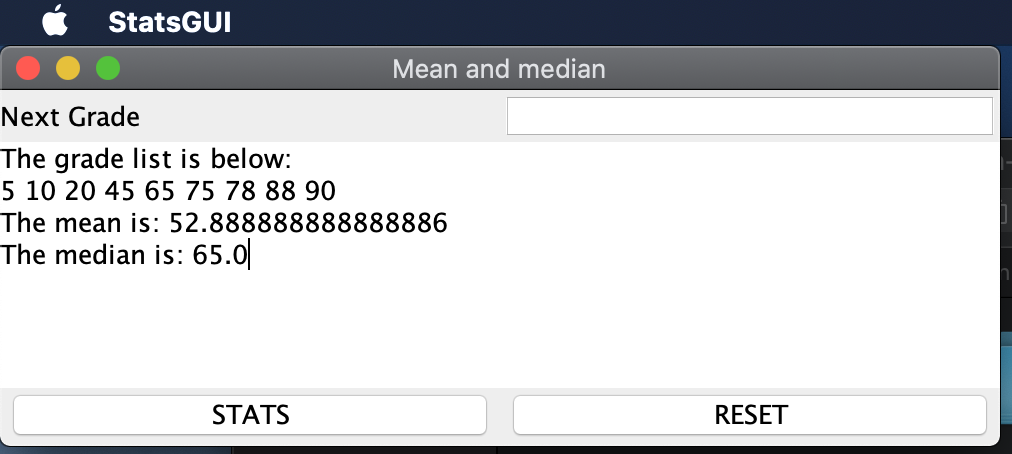 StatsGUI
Mean and median
Next Grade
The grade list is below:
5 10 20 45 65 75 78 88 90
The mean is: 52.888888888888886
The median is: 65.0
STATS
RESET